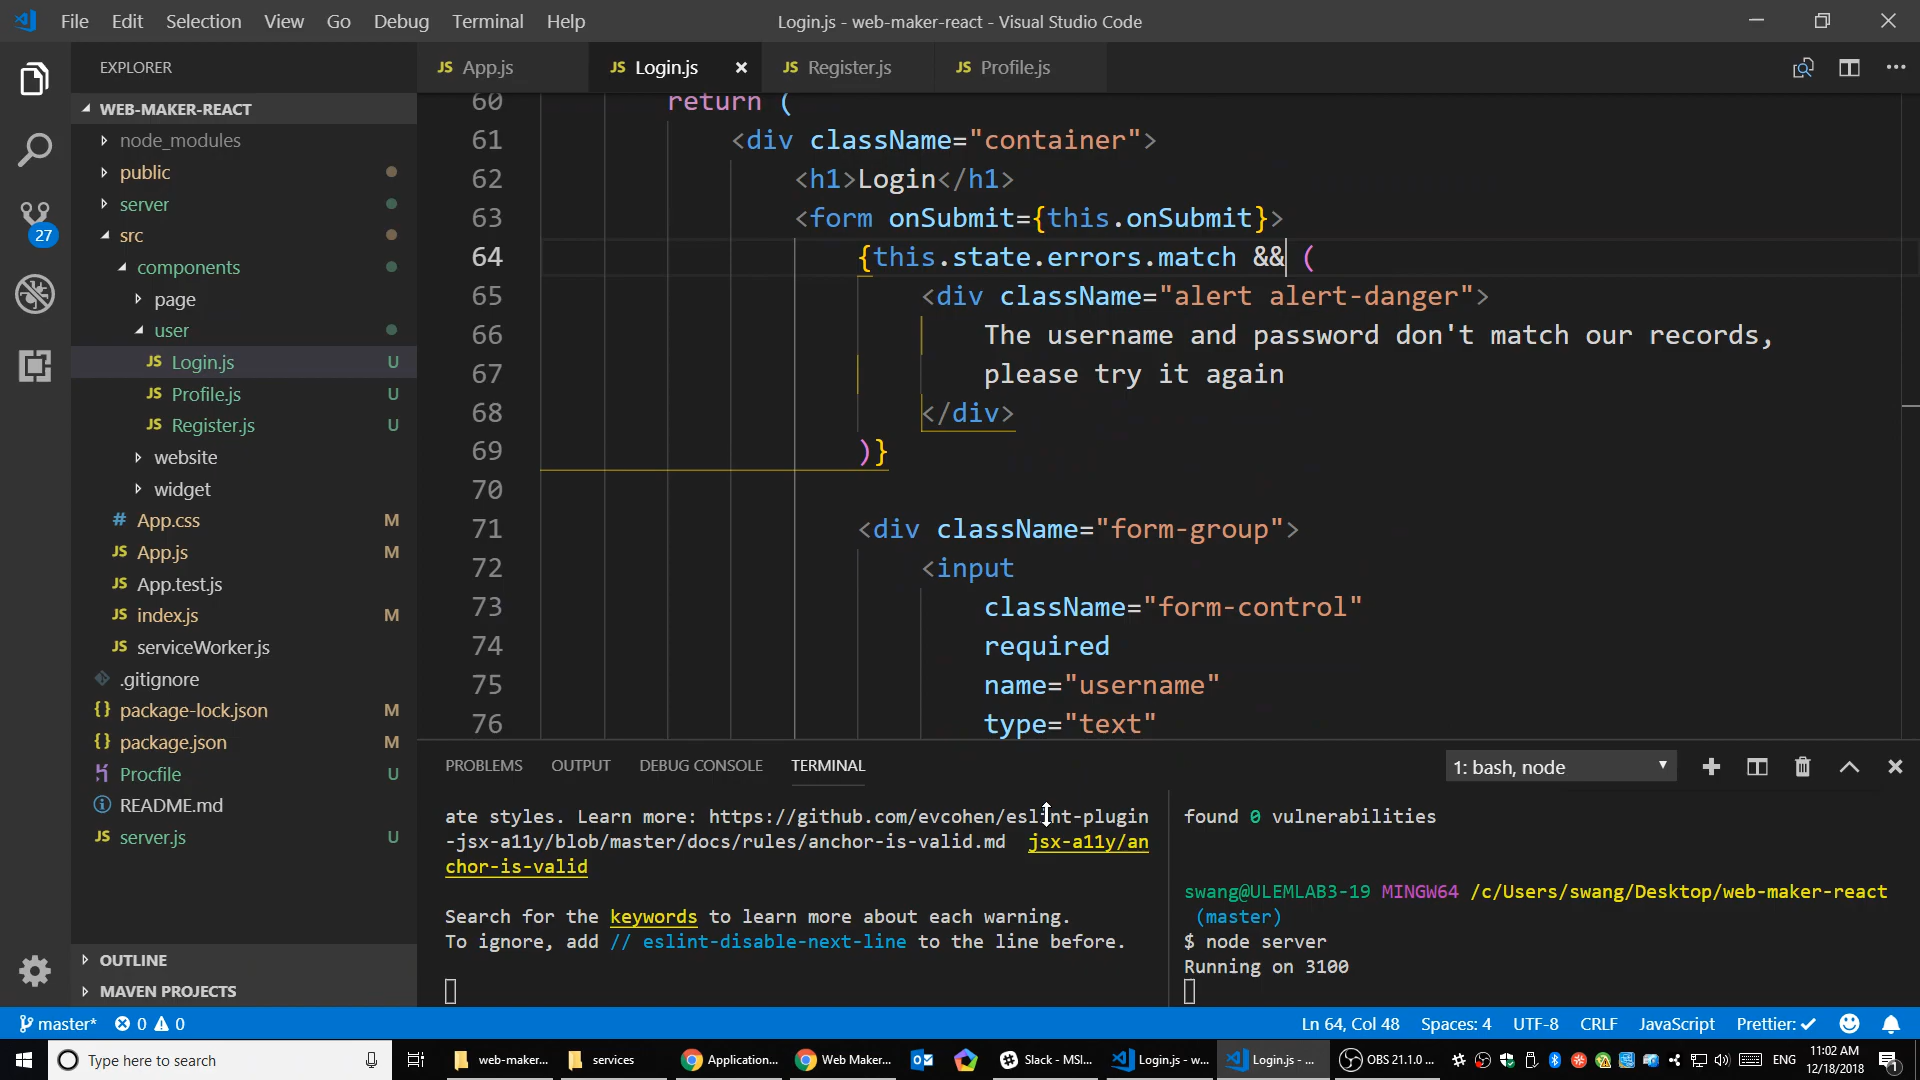 File Edit Selection View Go Debug Terminal Help
Login.js - web-maker-react - Visual Studio Code
EXPLORER
JS App.js
JS Login.js
JS Register.js
JS Profile.js
WEB-MAKER-REACT
node_modules
public
server
27
src
components
page
user
JS Login.js U
JS Profile.js U
JS Register.js U
website
widget
# App.css M
JS App.js M
JS App.test.js
JS index.js M
JS serviceWorker.js
.gitignore
{} package-lock.json M
{} package.json M
Procfile U
README.md
JS server.js U
OUTLINE
MAVEN PROJECTS
60 return (
61 <div className="container">
62 <h1>Login</h1>
63 <form onSubmit={this.onSubmit}>
64 {this.state.errors.match && (
65 <div className="alert alert-danger">
66 The username and password don't match our records,
67 please try it again
68 </div>
69 )}
70
71 <div className="form-group">
72 <input
73 className="form-control"
74 required
75 name="username"
76 type="text"
PROBLEMS OUTPUT DEBUG CONSOLE TERMINAL
1: bash, node
ate styles. Learn more: https://github.com/evcohen/eslint-plugin
-jsx-a11y/blob/master/docs/rules/anchor-is-valid.md jsx-a11y/an
chor-is-valid
Search for the keywords to learn more about each warning.
To ignore, add // eslint-disable-next-line to the line before.
found 0 vulnerabilities
swang@ULEMLAB3-19 MINGW64 /c/Users/swang/Desktop/web-maker-react
(master)
$ node server
Running on 3100
master* 0 0
Ln 64, Col 48 Spaces: 4 UTF-8 CRLF JavaScript Prettier: ✓
Type here to search
web-maker...
services
Application...
Web Maker...
Slack - MSI...
Login.js - w...
Login.js - ...
OBS 21.1.0 ...
ENG
11:02 AM
12/18/2018
1